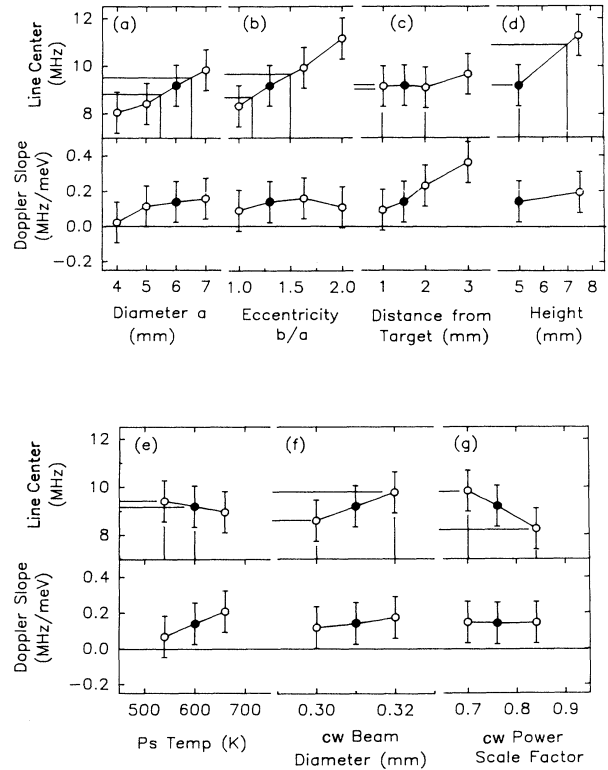 (a) (b) (c) (d)
Line Center
(MHz)
12
10
8
Doppler Slope
(MHz/meV)
0.4
0.2
0.0
−0.2
4 5 6 7 1.0 1.5 2.0 1 2 3 5 6 7 8
Diameter a
(mm)
Eccentricity
b/a
Distance from
Target (mm)
Height
(mm)
(e) (f) (g)
Line Center
(MHz)
12
10
8
Doppler Slope
(MHz/meV)
0.4
0.2
0.0
−0.2
500 600 700 0.30 0.32 0.7 0.8 0.9
Ps Temp (K)
cw Beam
Diameter (mm)
cw Power
Scale Factor